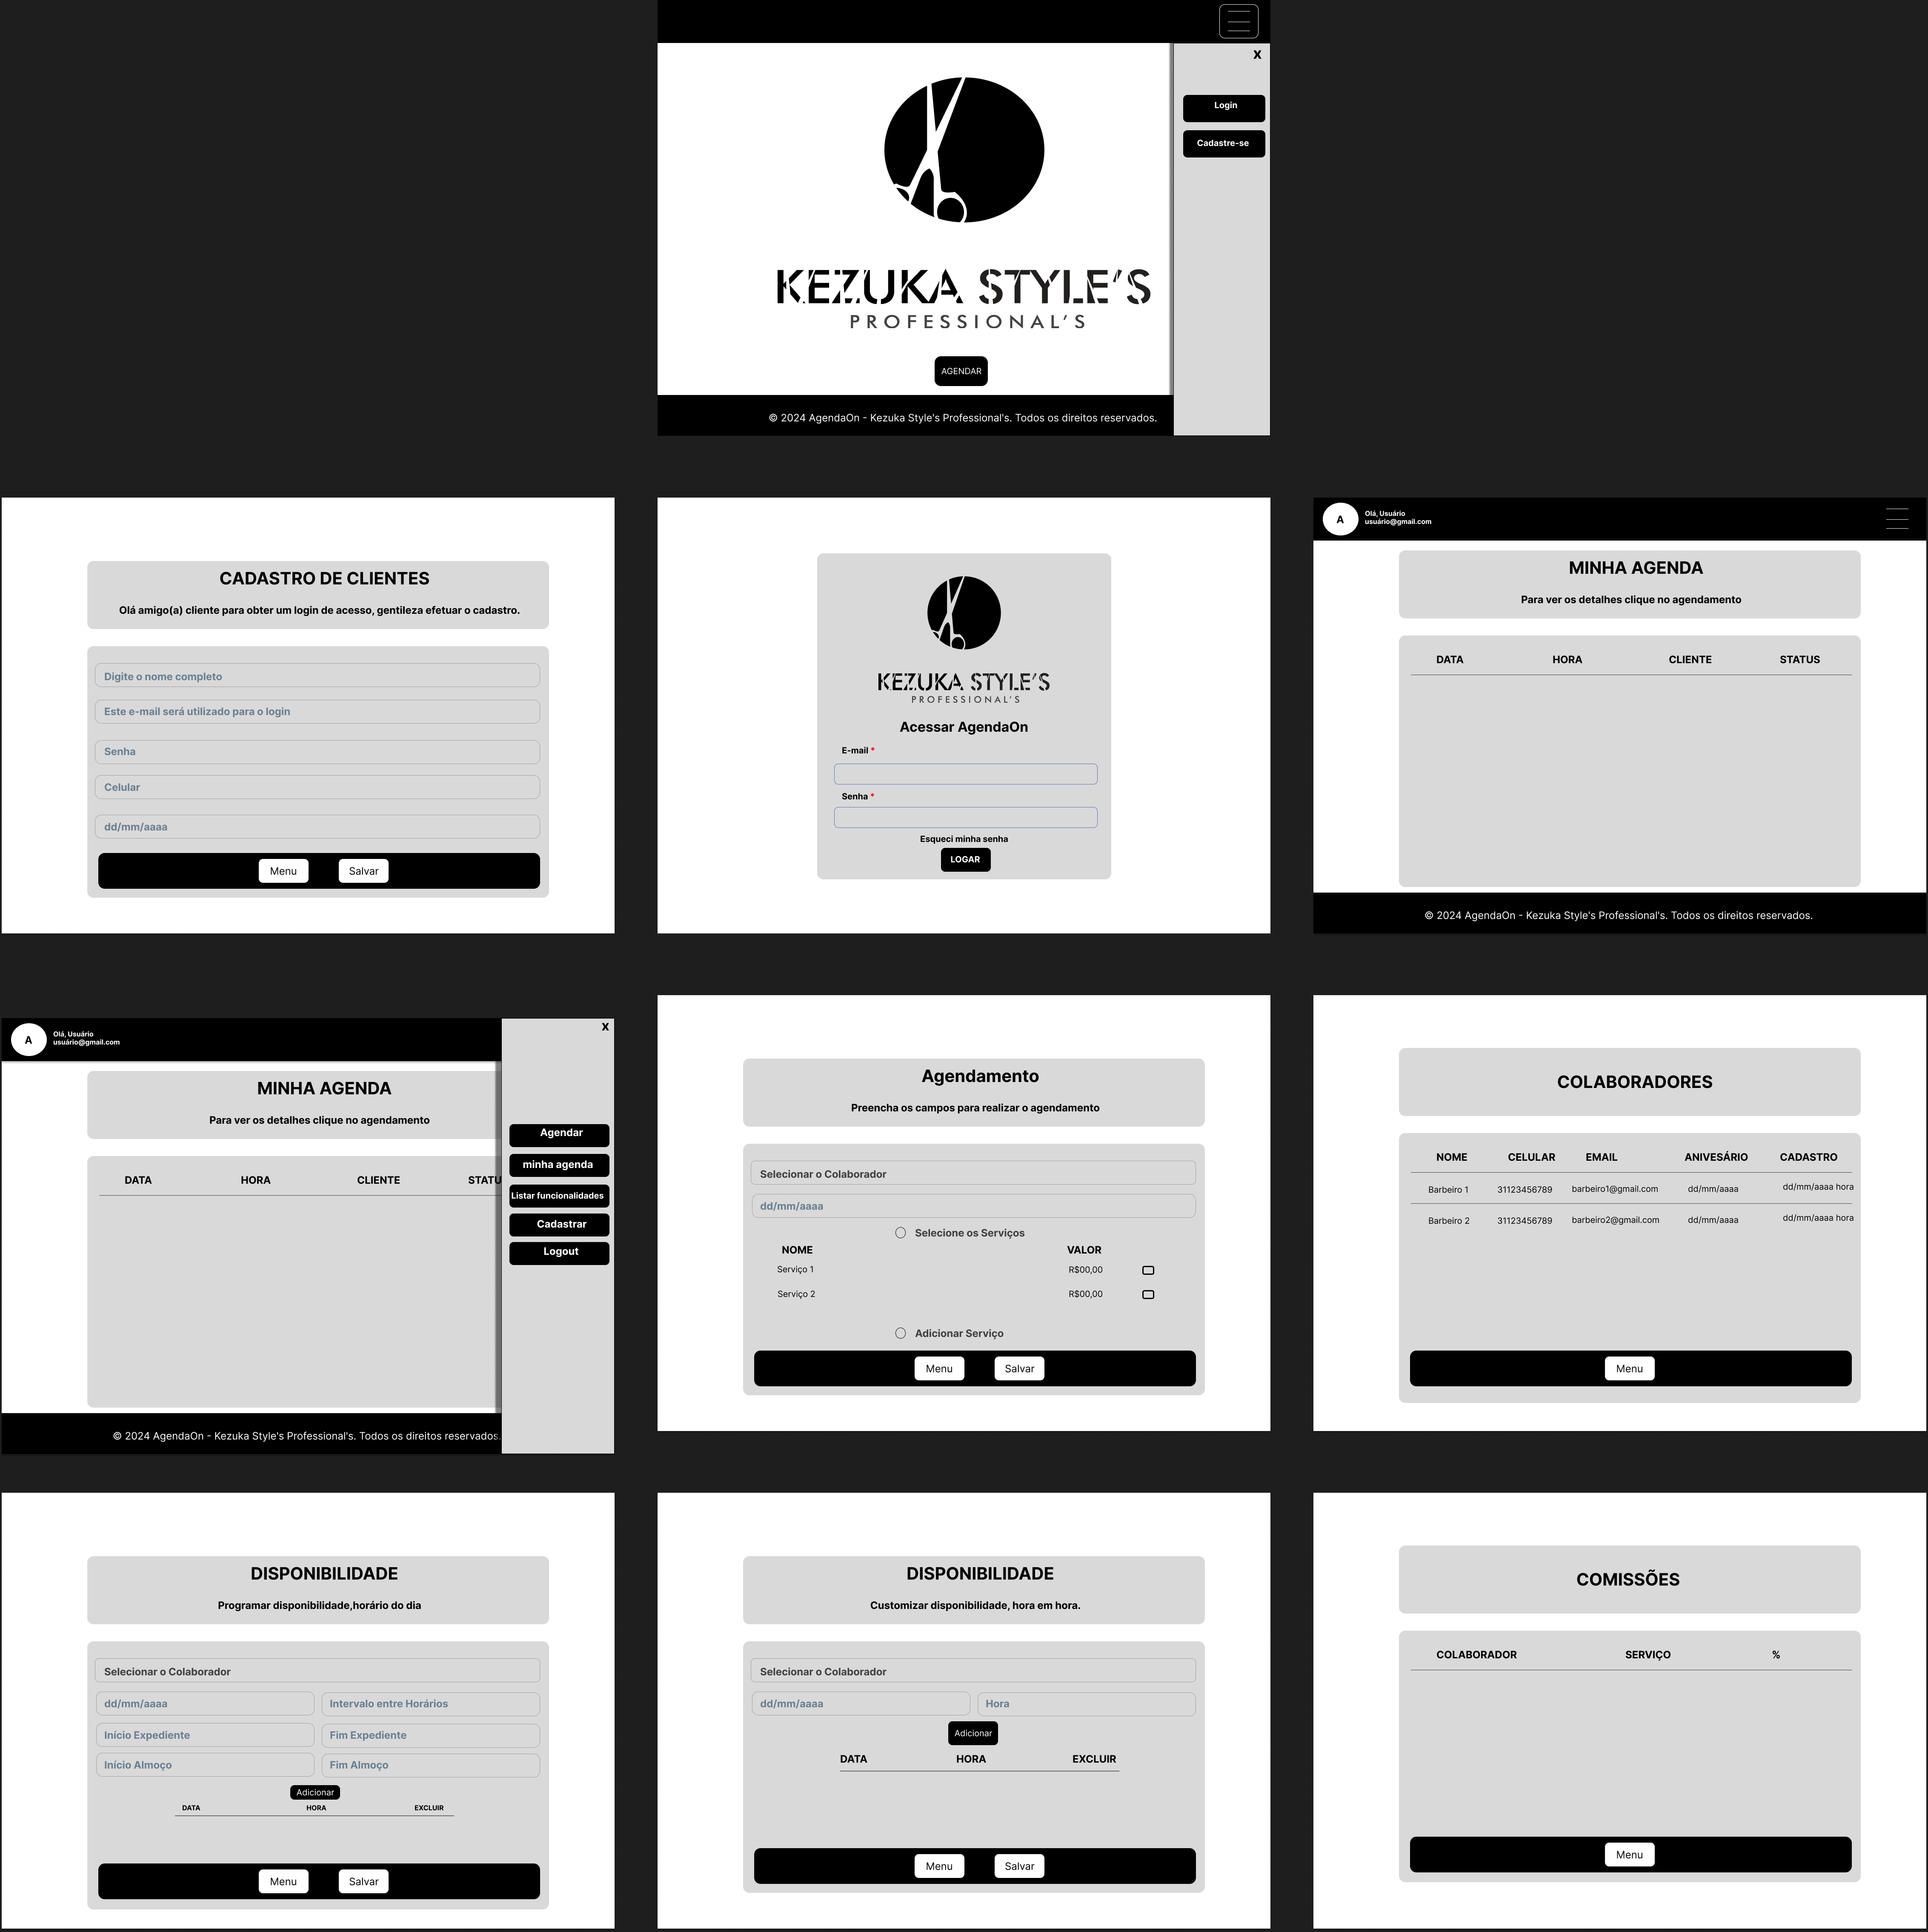 X
Login
Cadastre-se
KEZUKA STYLE'S
PROFESSIONAL'S
AGENDAR
© 2024 AgendaOn - Kezuka Style's Professional's. Todos os direitos reservados.
CADASTRO DE CLIENTES
Olá amigo(a) cliente para obter um login de acesso, gentileza efetuar o cadastro.
Digite o nome completo
Este e-mail será utilizado para o login
Senha
Celular
dd/mm/aaaa
Menu Salvar
KEZUKA STYLE'S
PROFESSIONAL'S
Acessar AgendaOn
E-mail *
Senha *
Esqueci minha senha
LOGAR
A
Olá, Usuário
usuário@gmail.com
MINHA AGENDA
Para ver os detalhes clique no agendamento
DATA HORA CLIENTE STATUS
© 2024 AgendaOn - Kezuka Style's Professional's. Todos os direitos reservados.
A
Olá, Usuário
usuário@gmail.com
X
MINHA AGENDA
Para ver os detalhes clique no agendamento
DATA HORA CLIENTE STATU
Agendar
minha agenda
Listar funcionalidades
Cadastrar
Logout
© 2024 AgendaOn - Kezuka Style's Professional's. Todos os direitos reservados.
Agendamento
Preencha os campos para realizar o agendamento
Selecionar o Colaborador
dd/mm/aaaa
Selecione os Serviços
NOME VALOR
Serviço 1 R$00,00
Serviço 2 R$00,00
Adicionar Serviço
Menu Salvar
COLABORADORES
NOME CELULAR EMAIL ANIVESÁRIO CADASTRO
Barbeiro 1 31123456789 barbeiro1@gmail.com dd/mm/aaaa dd/mm/aaaa hora
Barbeiro 2 31123456789 barbeiro2@gmail.com dd/mm/aaaa dd/mm/aaaa hora
Menu
DISPONIBILIDADE
Programar disponibilidade,horário do dia
Selecionar o Colaborador
dd/mm/aaaa Intervalo entre Horários
Início Expediente Fim Expediente
Início Almoço Fim Almoço
Adicionar
DATA HORA EXCLUIR
Menu Salvar
DISPONIBILIDADE
Customizar disponibilidade, hora em hora.
Selecionar o Colaborador
dd/mm/aaaa Hora
Adicionar
DATA HORA EXCLUIR
Menu Salvar
COMISSÕES
COLABORADOR SERVIÇO %
Menu